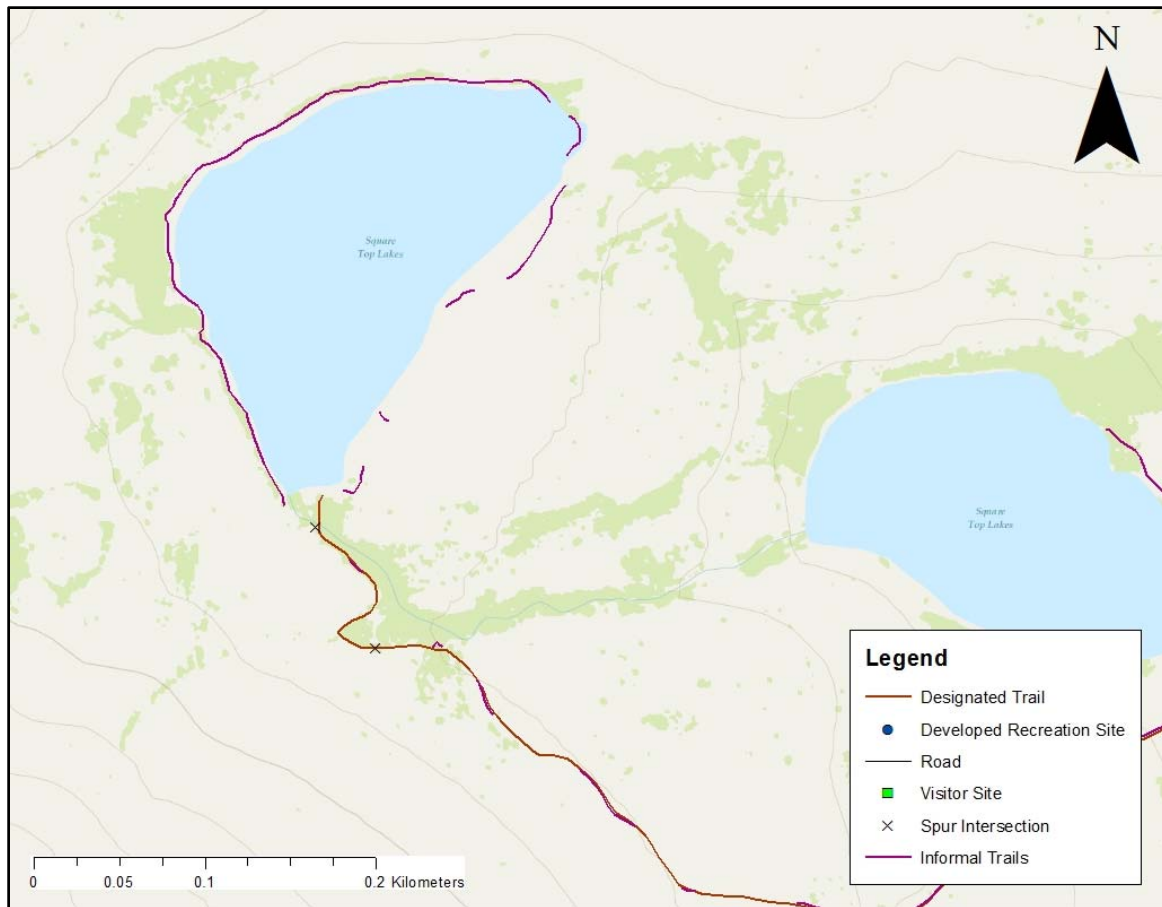 N
Square
Top Lakes
Square
Top Lakes
Legend
Designated Trail
Developed Recreation Site
Road
Visitor Site
Spur Intersection
Informal Trails
0 0.05 0.1 0.2 Kilometers